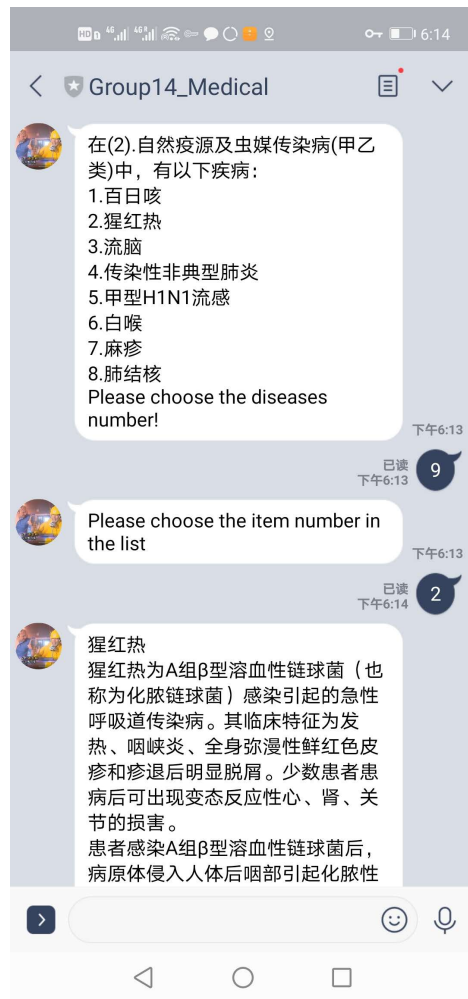 HD 4G 4G 6:14
Group14_Medical
在(2).自然疫源及虫媒传染病(甲乙
类)中，有以下疾病：
1.百日咳
2.猩红热
3.流脑
4.传染性非典型肺炎
5.甲型H1N1流感
6.白喉
7.麻疹
8.肺结核
Please choose the diseases
number!
下午6:13
已读
下午6:13
9
Please choose the item number in
the list
下午6:13
已读
下午6:14
2
猩红热
猩红热为A组β型溶血性链球菌（也
称为化脓链球菌）感染引起的急性
呼吸道传染病。其临床特征为发
热、咽峡炎、全身弥漫性鲜红色皮
疹和疹退后明显脱屑。少数患者患
病后可出现变态反应性心、肾、关
节的损害。
患者感染A组β型溶血性链球菌后，
病原体侵入人体后咽部引起化脓性